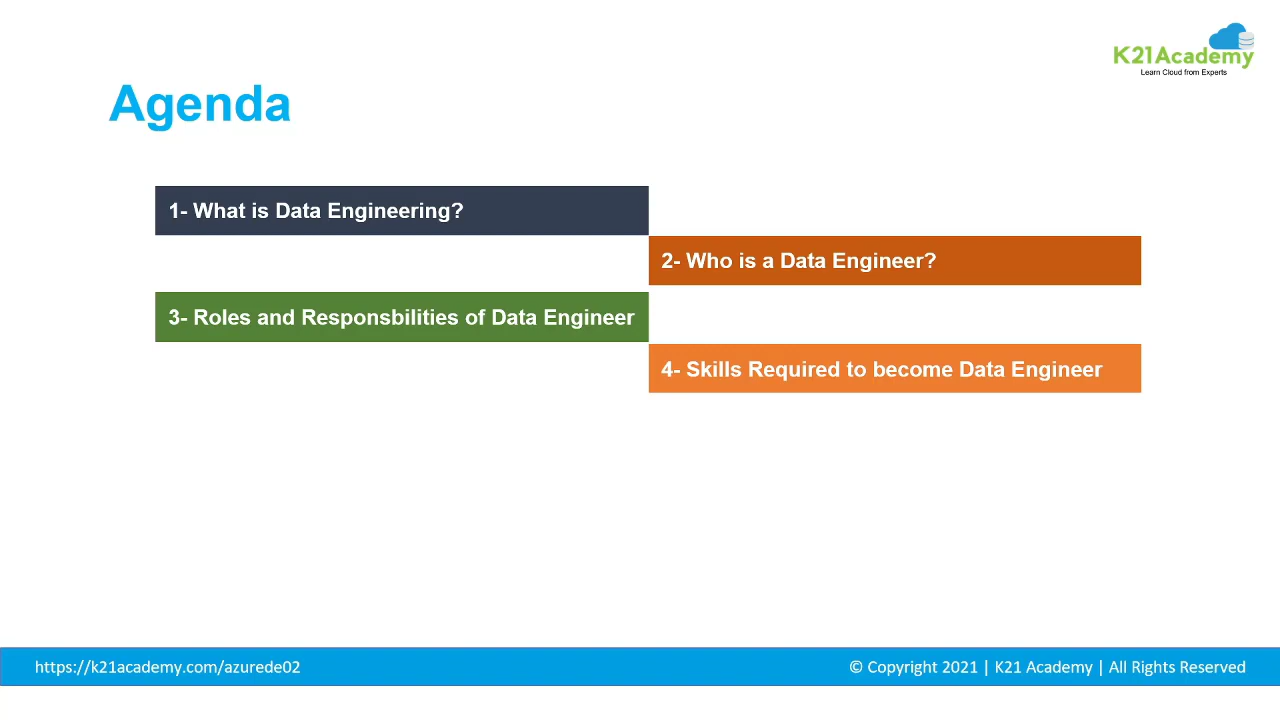 K21Academy
Learn Cloud from Experts
Agenda
1- What is Data Engineering?
2- Who is a Data Engineer?
3- Roles and Responsbilities of Data Engineer
4- Skills Required to become Data Engineer
https://k21academy.com/azurede02
© Copyright 2021 | K21 Academy | All Rights Reserved